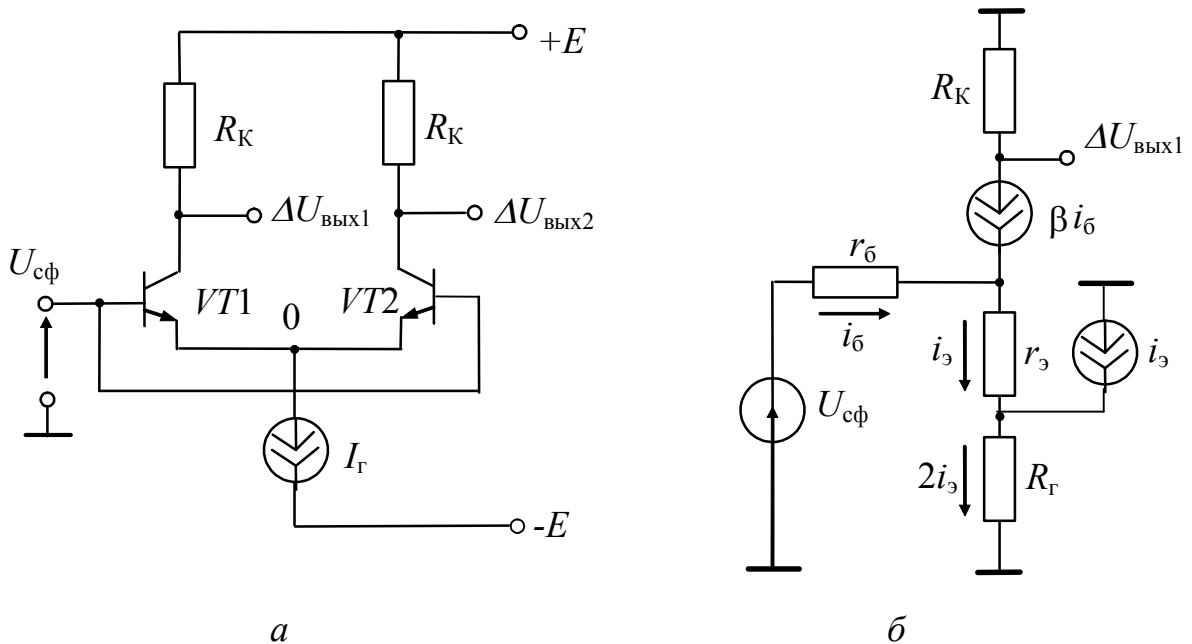 +E
R_К
R_К
ΔU_вых1
ΔU_вых2
U_сф
VT1
0
VT2
I_г
-E
а
R_К
ΔU_вых1
β i_б
r_б
i_б
i_э
r_э
i_э
U_сф
2i_э
R_г
б